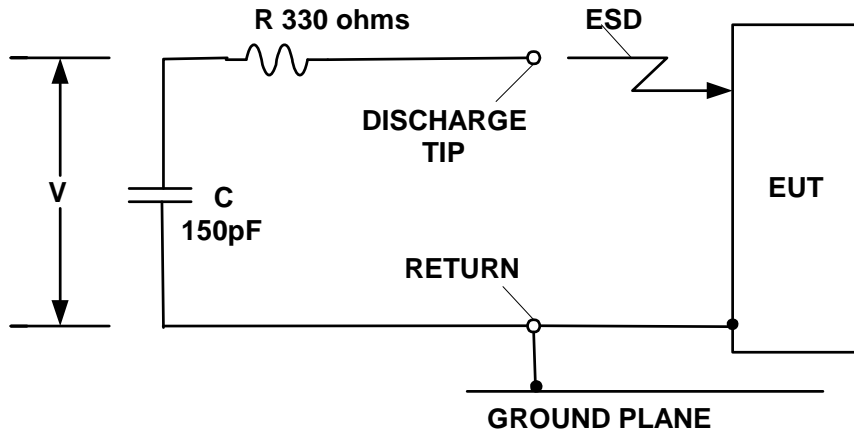 R 330 ohms
ESD
DISCHARGE
TIP
V
C
150pF
EUT
RETURN
GROUND PLANE